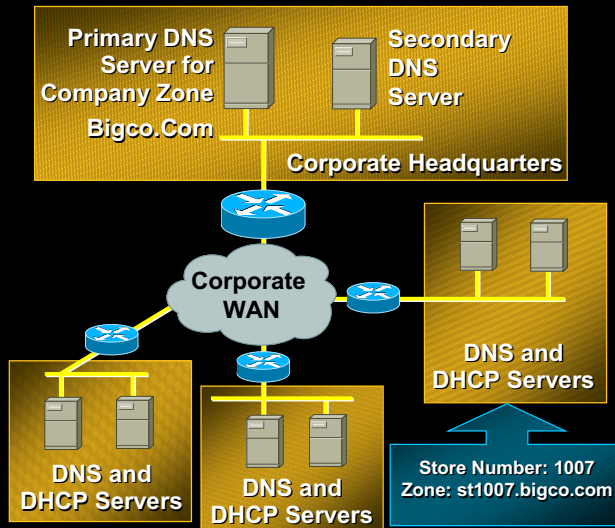 Primary DNS
Server for
Company Zone
Bigco.Com
Secondary
DNS
Server
Corporate Headquarters
Corporate
WAN
DNS and
DHCP Servers
DNS and
DHCP Servers
DNS and
DHCP Servers
Store Number: 1007
Zone: st1007.bigco.com